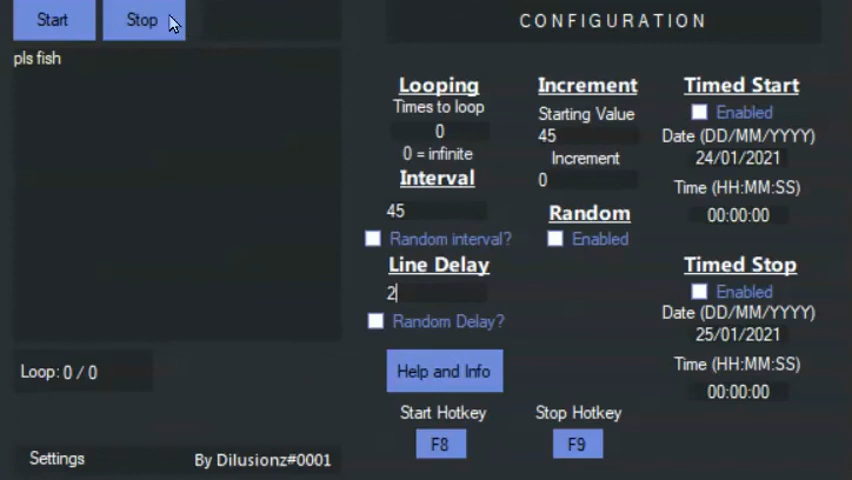 Start
Stop
pls fish
Loop: 0 / 0
Settings
By Dilusionz#0001
CONFIGURATION
Looping
Times to loop
0
0 = infinite
Interval
45
Random interval?
Line Delay
2
Random Delay?
Help and Info
Start Hotkey
F8
Increment
Starting Value
45
Increment
0
Random
Enabled
Stop Hotkey
F9
Timed Start
Enabled
Date (DD/MM/YYYY)
24/01/2021
Time (HH:MM:SS)
00:00:00
Timed Stop
Enabled
Date (DD/MM/YYYY)
25/01/2021
Time (HH:MM:SS)
00:00:00